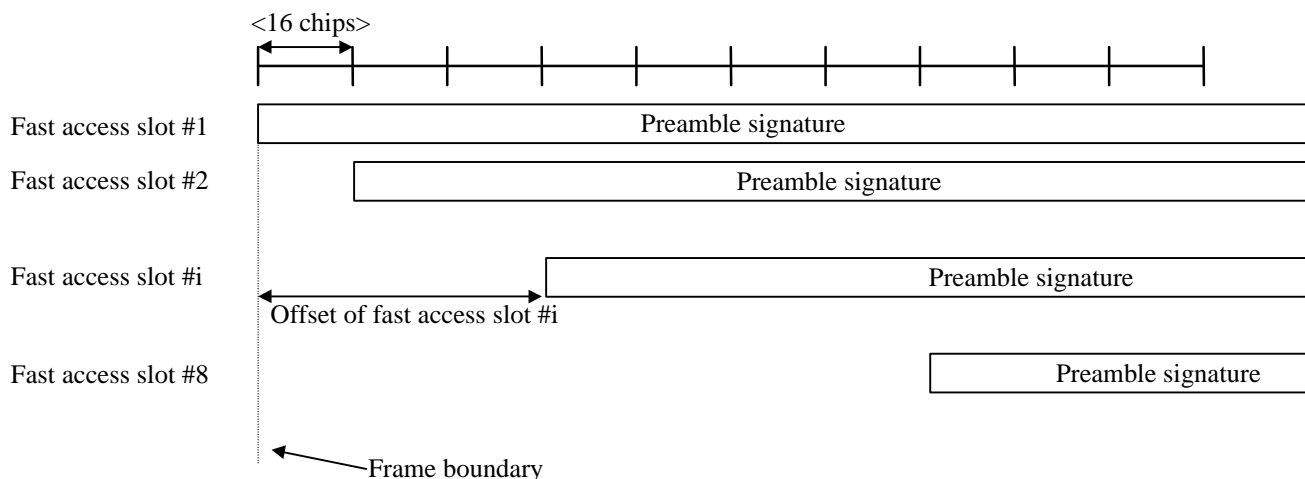 <16 chips>
Fast access slot #1
Preamble signature
Fast access slot #2
Preamble signature
Fast access slot #i
Preamble signature
Offset of fast access slot #i
Fast access slot #8
Preamble signature
Frame boundary